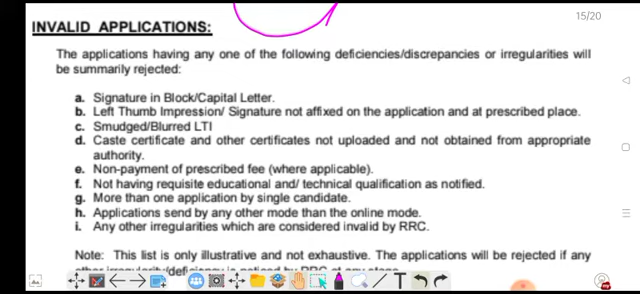 15/20
INVALID APPLICATIONS:
The applications having any one of the following deficiencies/discrepancies or irregularities will
be summarily rejected:
a. Signature in Block/Capital Letter.
b. Left Thumb Impression/ Signature not affixed on the application and at prescribed place.
c. Smudged/Blurred LTI
d. Caste certificate and other certificates not uploaded and not obtained from appropriate
authority.
e. Non-payment of prescribed fee (where applicable).
f. Not having requisite educational and/ technical qualification as notified.
g. More than one application by single candidate.
h. Applications send by any other mode than the online mode.
i. Any other irregularities which are considered invalid by RRC.
Note: This list is only illustrative and not exhaustive. The applications will be rejected if any